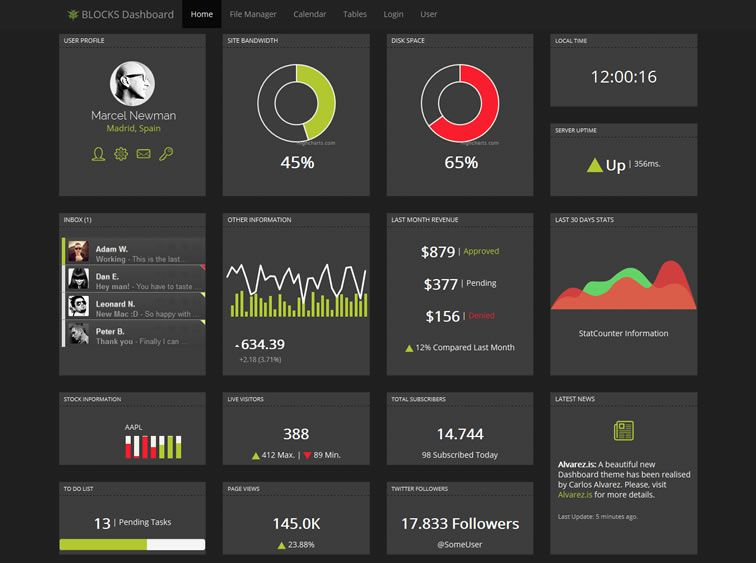 BLOCKS Dashboard
Home
File Manager
Calendar
Tables
Login
User
USER PROFILE
Marcel Newman
Madrid, Spain
SITE BANDWIDTH
Highcharts.com
45%
DISK SPACE
Highcharts.com
65%
LOCAL TIME
12:00:16
SERVER UPTIME
Up | 356ms.
INBOX (1)
Adam W.
Working - This is the last ...
Dan E.
Hey man! - You have to taste ...
Leonard N.
New Mac :D - So happy with ...
Peter B.
Thank you - Finally I can ...
OTHER INFORMATION
634.39
+2.18 (3.71%)
LAST MONTH REVENUE
$879 | Approved
$377 | Pending
$156 | Denied
12% Compared Last Month
LAST 30 DAYS STATS
StatCounter Information
STOCK INFORMATION
AAPL
LIVE VISITORS
388
412 Max. | 89 Min.
TOTAL SUBSCRIBERS
14.744
98 Subscribed Today
LATEST NEWS
Alvarez.is: A beautiful new
Dashboard theme has been realised
by Carlos Alvarez. Please, visit
Alvarez.is for more details.
Last Update: 5 minutes ago.
TO DO LIST
13 | Pending Tasks
PAGE VIEWS
145.0K
23.88%
TWITTER FOLLOWERS
17.833 Followers
@SomeUser